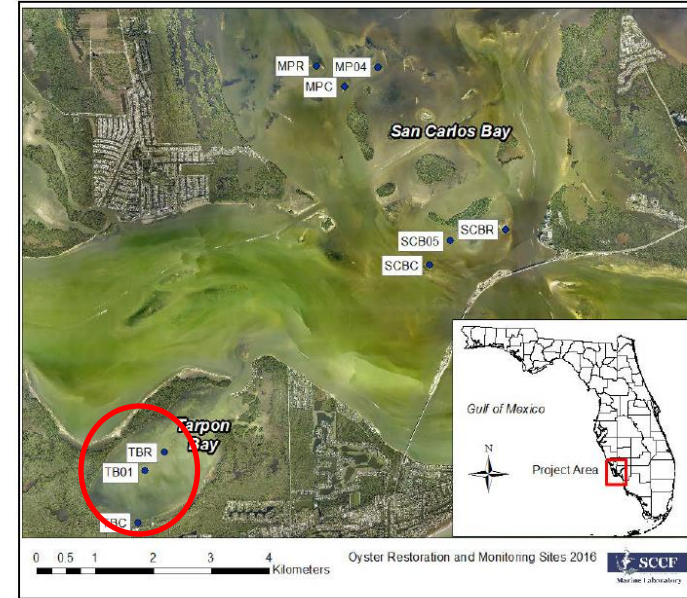 MPR
MP04
MPC
San Carlos Bay
SCBR
SCB05
SCBC
Tarpon
Bay
TBR
TB01
TBC
Gulf of Mexico
N
Project Area
0 0.5 1 2 3 4
Kilometers
Oyster Restoration and Monitoring Sites 2016
SCCF
Marine Laboratory